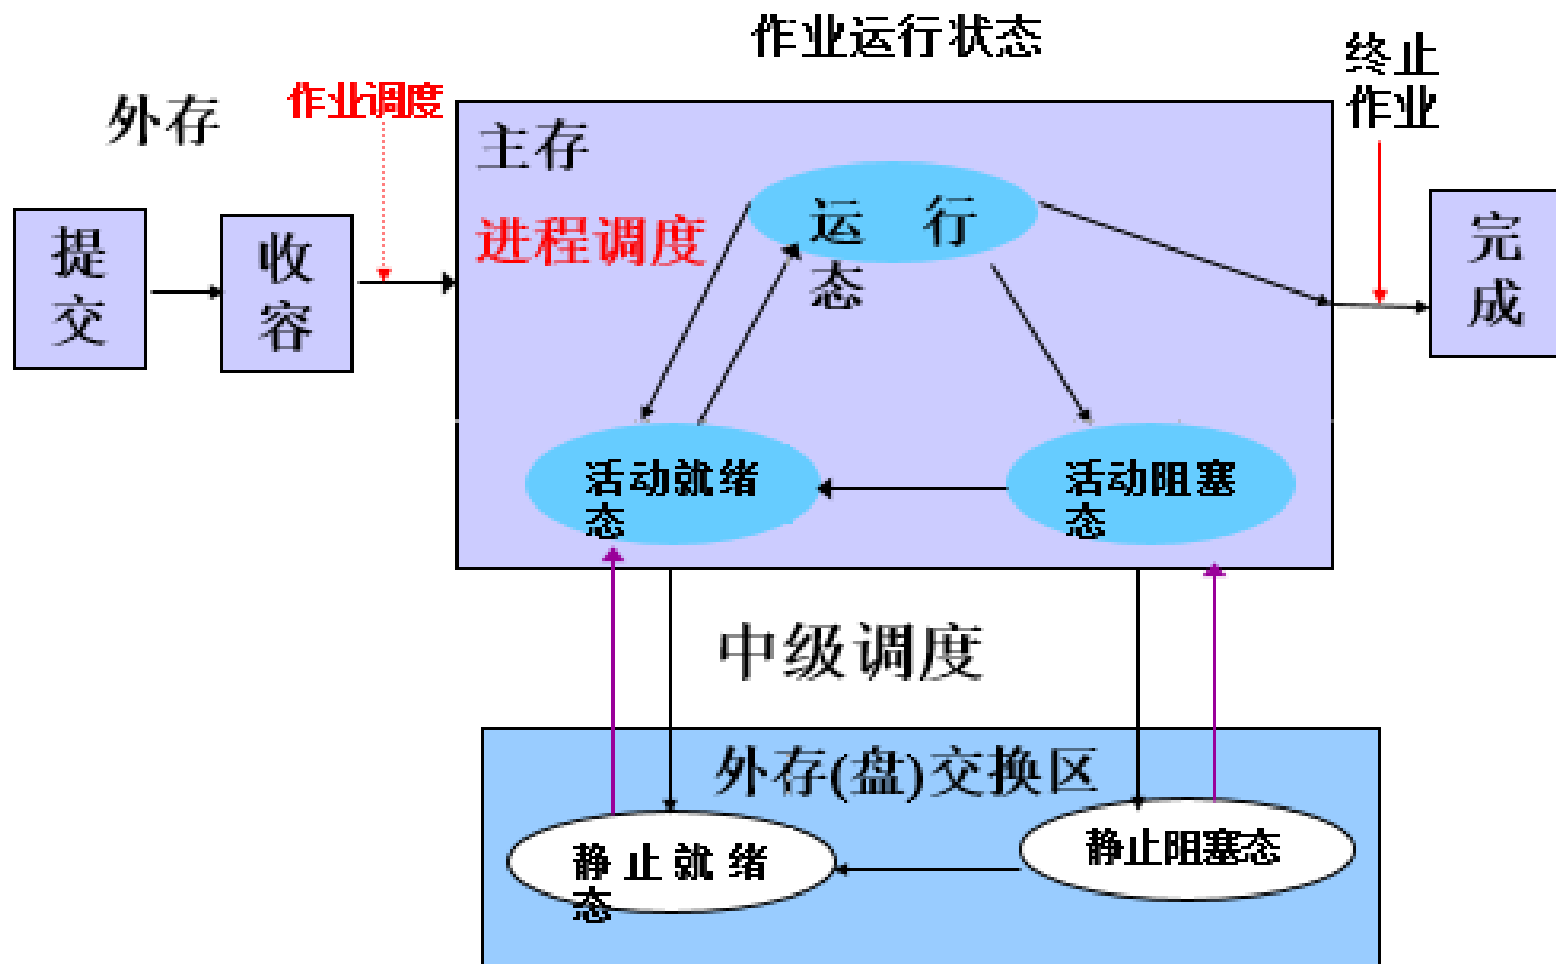 作业运行状态
终止
作业
外存
作业调度
主存
进程调度
运 行
态
提
交
收
容
完
成
活动就绪
态
活动阻塞
态
中级调度
外存(盘)交换区
静止就绪
态
静止阻塞态